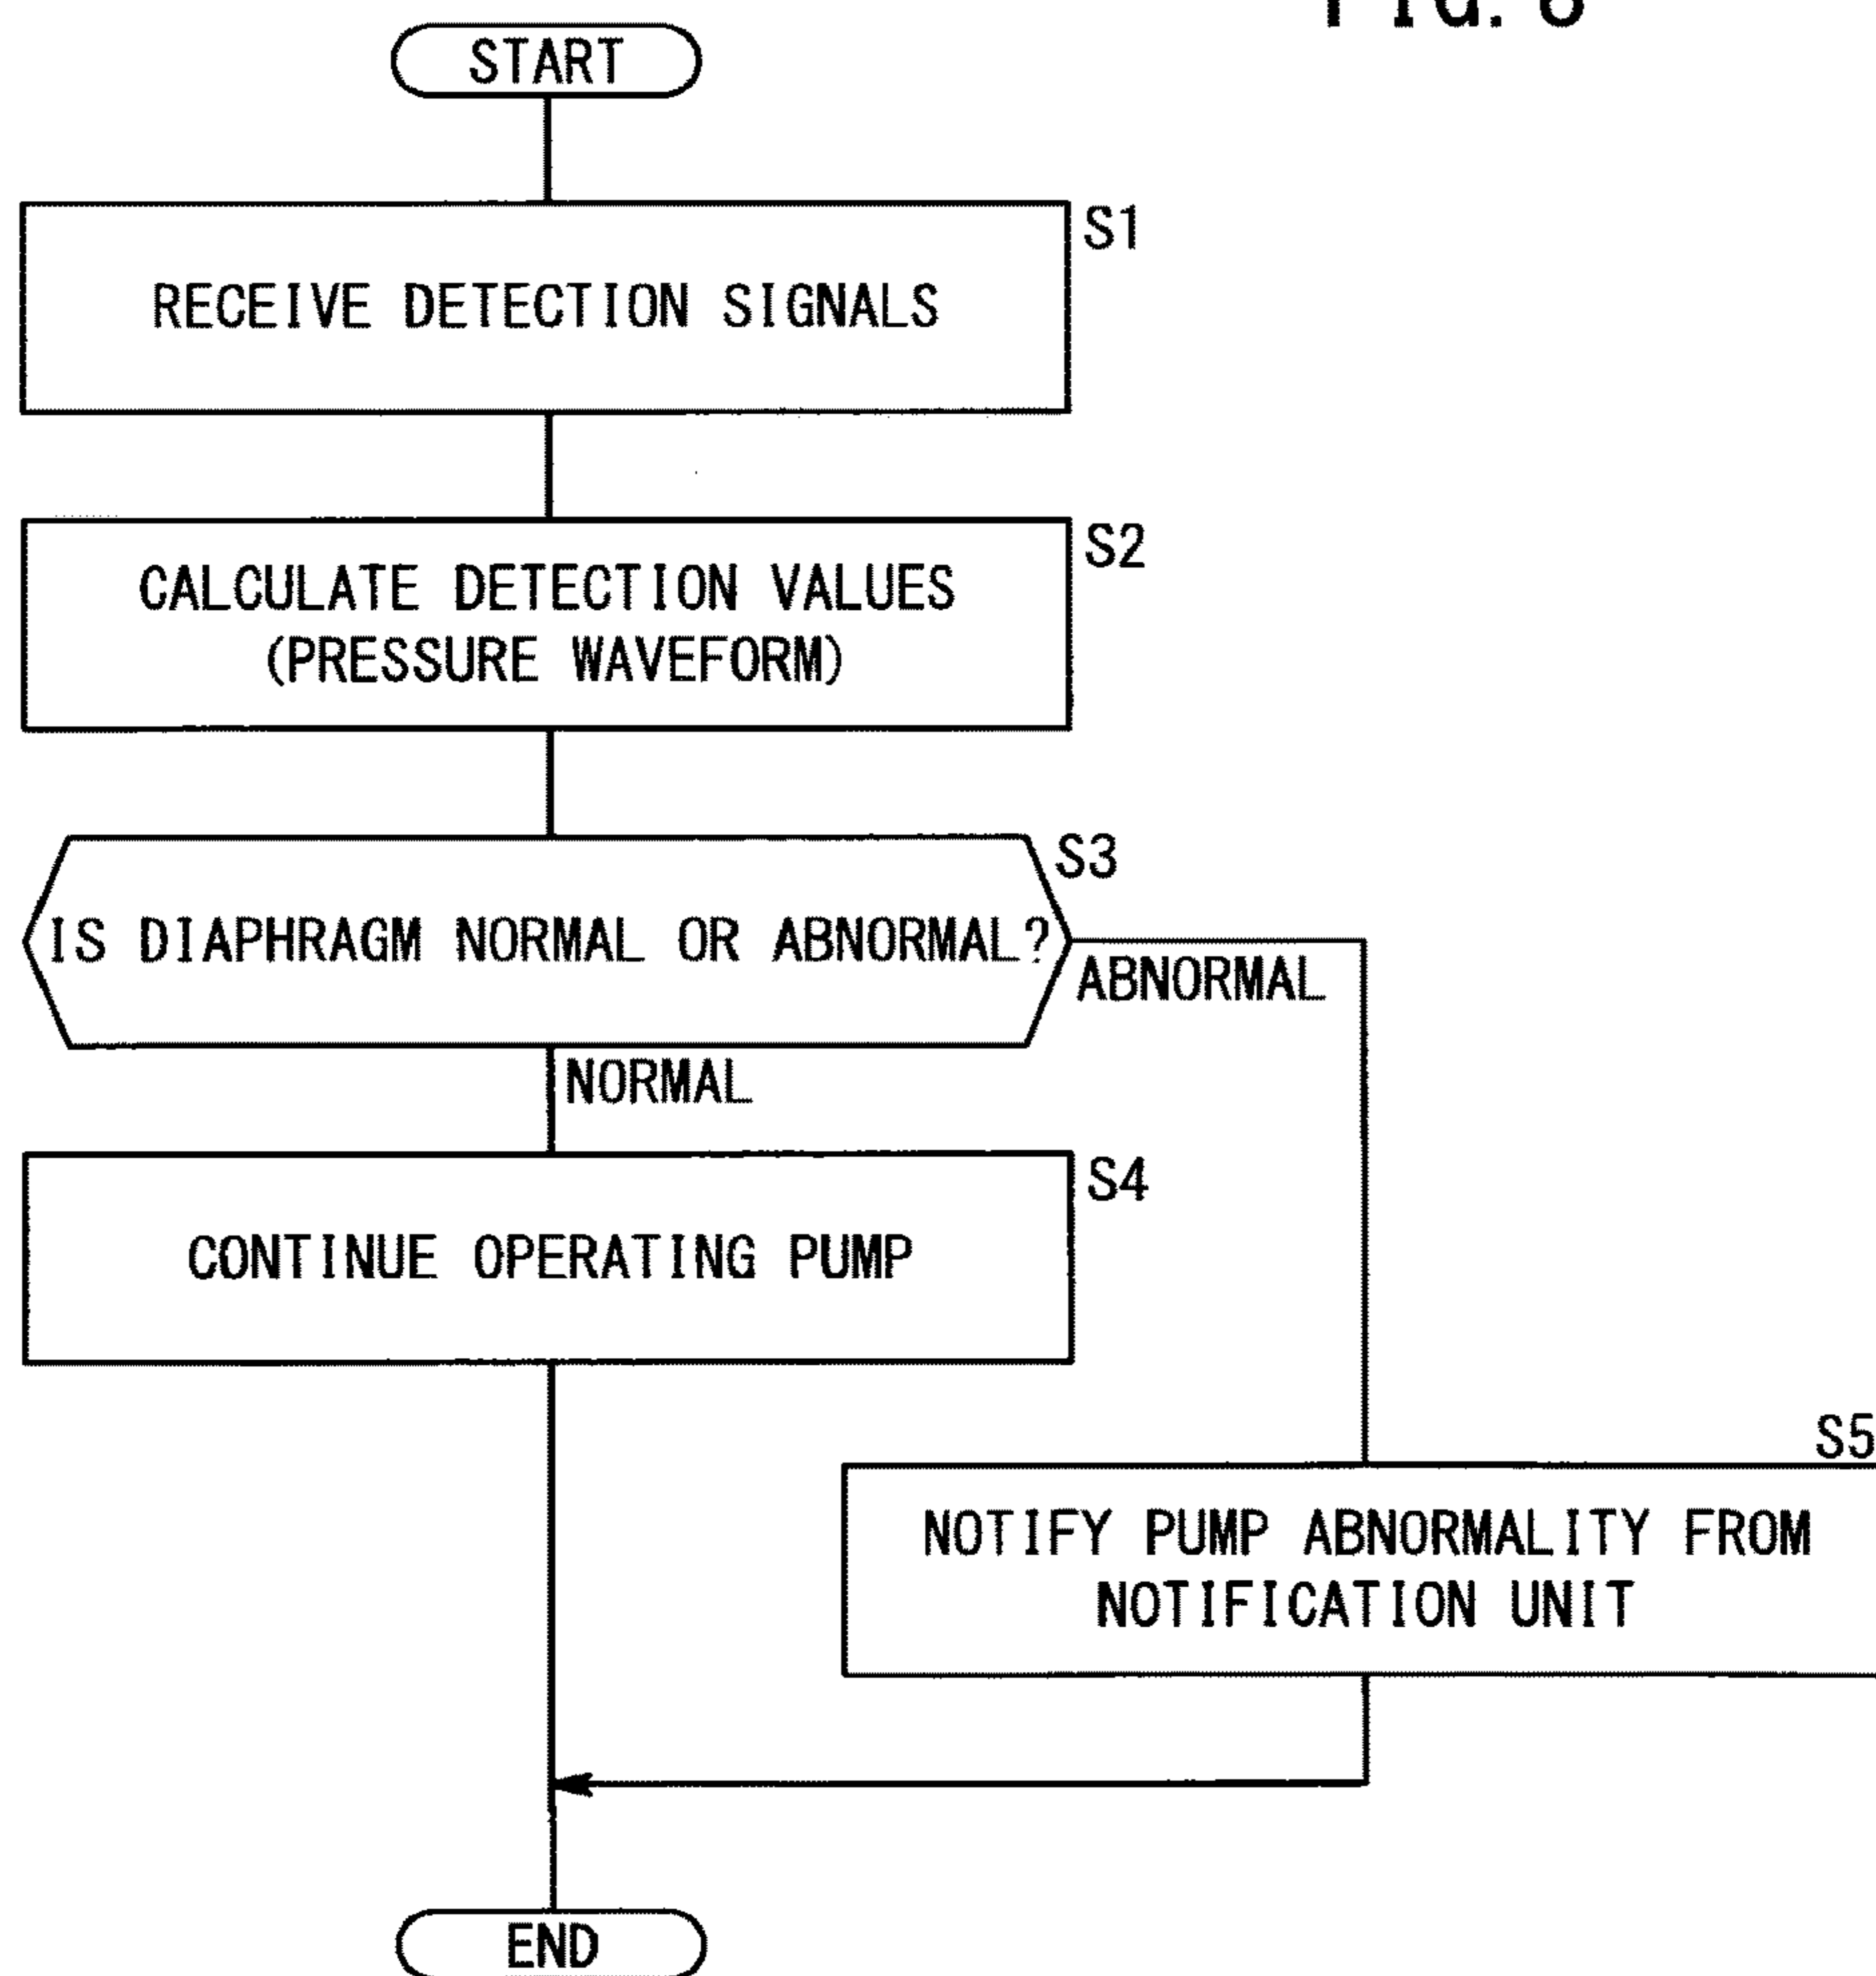 START
S1
RECEIVE DETECTION SIGNALS
S2
CALCULATE DETECTION VALUES
(PRESSURE WAVEFORM)
S3
IS DIAPHRAGM NORMAL OR ABNORMAL?
ABNORMAL
NORMAL
S4
CONTINUE OPERATING PUMP
S5
NOTIFY PUMP ABNORMALITY FROM
NOTIFICATION UNIT
END